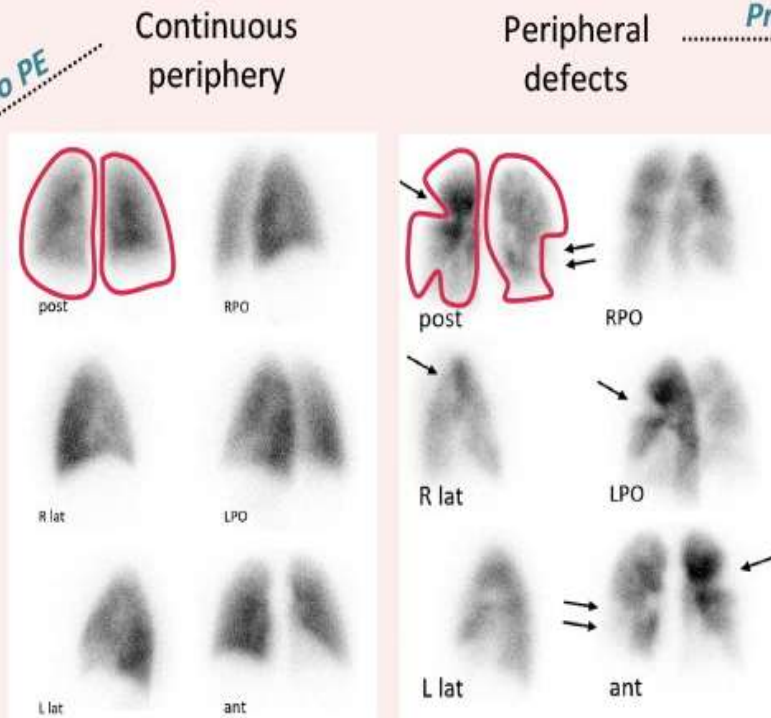 o PE
Continuous
periphery
Peripheral
defects
Pr
post
RPO
R lat
LPO
L lat
ant
post
RPO
R lat
LPO
L lat
ant